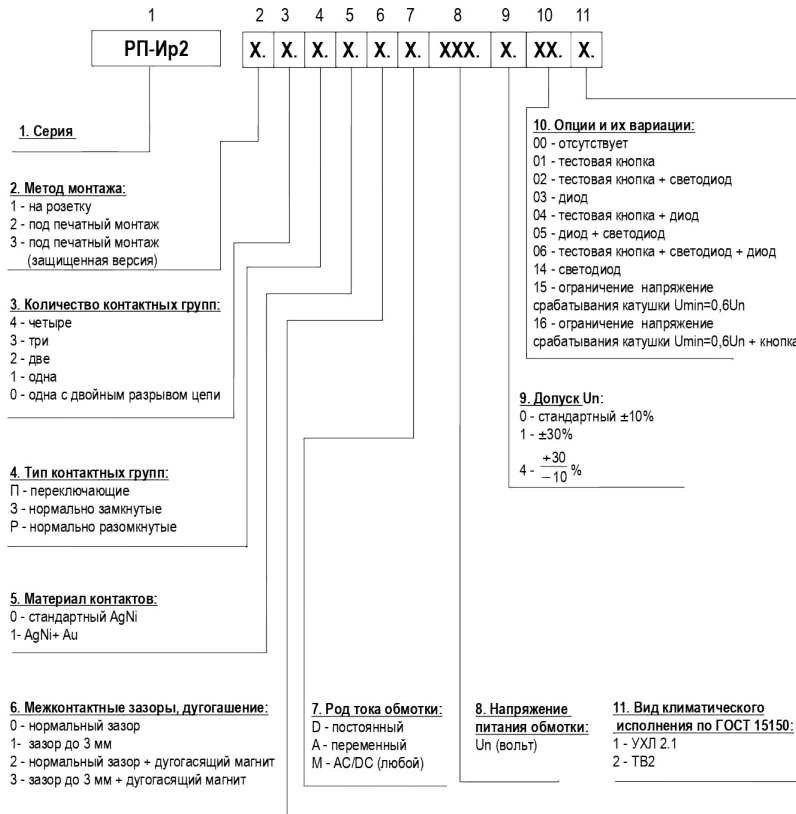 1 2 3 4 5 6 7 8 9 10 11
РП-Ир2 X. X. X. X. X. X. XXX. X. XX. X.
1. Серия
2. Метод монтажа:
1 - на розетку
2 - под печатный монтаж
3 - под печатный монтаж
(защищенная версия)
3. Количество контактных групп:
4 - четыре
3 - три
2 - две
1 - одна
0 - одна с двойным разрывом цепи
4. Тип контактных групп:
П - переключающие
З - нормально замкнутые
Р - нормально разомкнутые
5. Материал контактов:
0 - стандартный AgNi
1- AgNi+ Au
6. Межконтактные зазоры, дугогашение:
0 - нормальный зазор
1- зазор до 3 мм
2 - нормальный зазор + дугогасящий магнит
3 - зазор до 3 мм + дугогасящий магнит
7. Род тока обмотки:
D - постоянный
A - переменный
M - AC/DC (любой)
8. Напряжение
питания обмотки:
Un (вольт)
9. Допуск Un:
0 - стандартный ±10%
1 - ±30%
4 - +30/−10 %
10. Опции и их вариации:
00 - отсутствует
01 - тестовая кнопка
02 - тестовая кнопка + светодиод
03 - диод
04 - тестовая кнопка + диод
05 - диод + светодиод
06 - тестовая кнопка + светодиод + диод
14 - светодиод
15 - ограничение напряжение
срабатывания катушки Umin=0,6Un
16 - ограничение напряжение
срабатывания катушки Umin=0,6Un + кнопка
11. Вид климатического
исполнения по ГОСТ 15150:
1 - УХЛ 2.1
2 - ТВ2